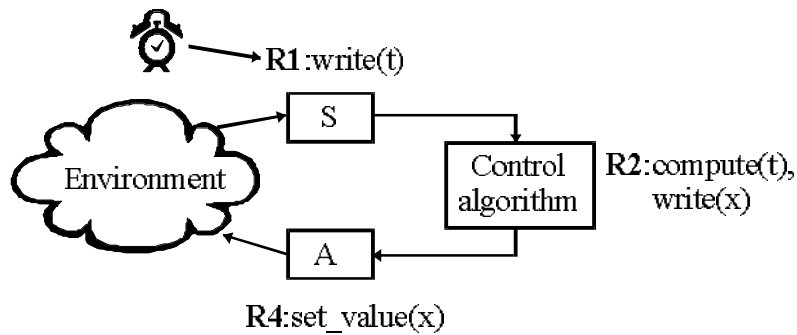 R1:write(t)
S
Environment
Control
algorithm
R2:compute(t),
write(x)
A
R4:set_value(x)